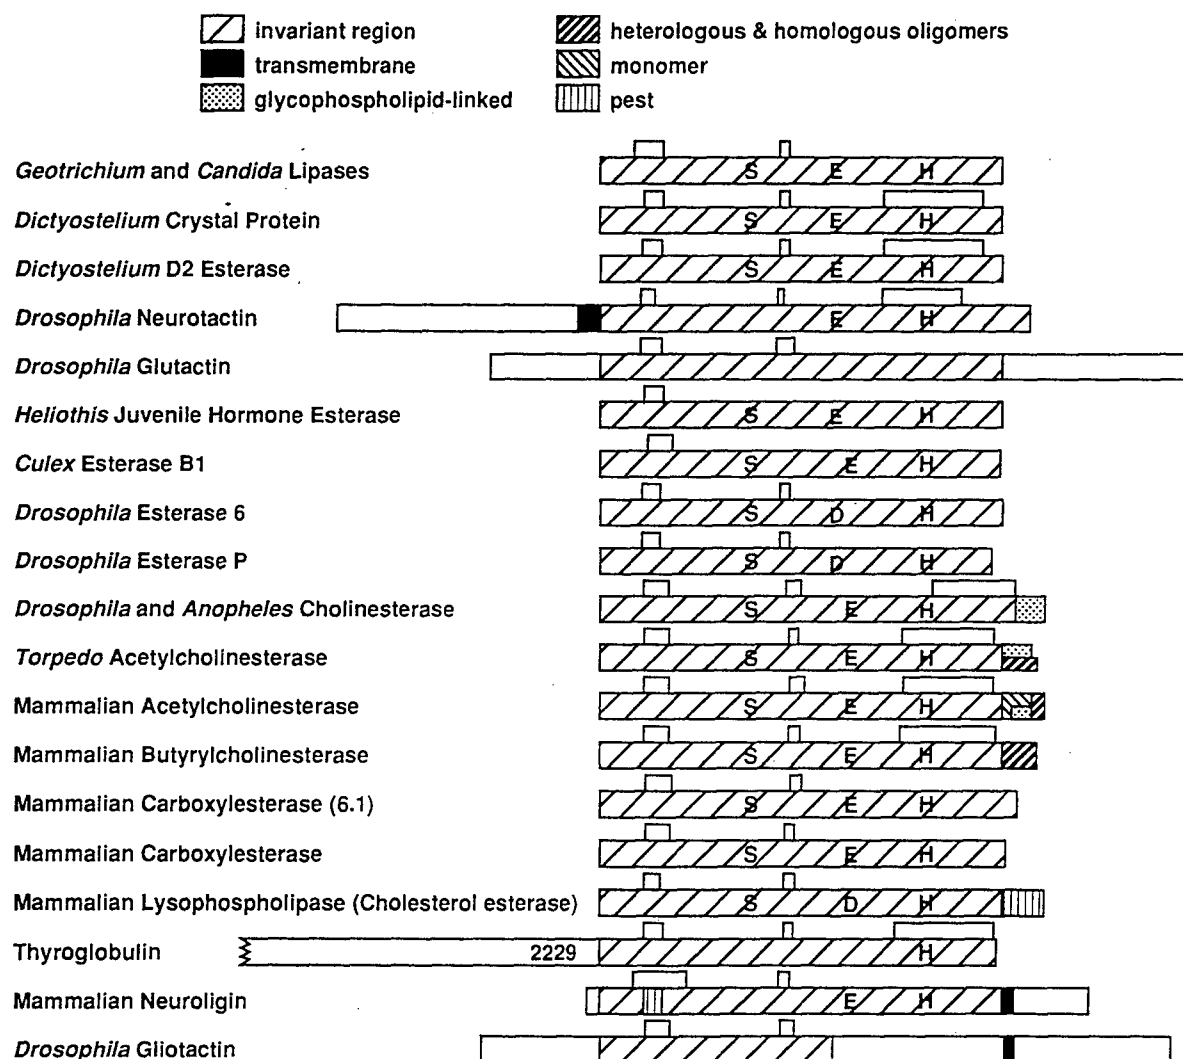 invariant region
heterologous & homologous oligomers
transmembrane
monomer
glycophospholipid-linked
pest
Geotrichium and Candida Lipases
S E H
Dictyostelium Crystal Protein
S E H
Dictyostelium D2 Esterase
S E H
Drosophila Neurotactin
E H
Drosophila Glutactin
Heliothis Juvenile Hormone Esterase
S E H
Culex Esterase B1
S E H
Drosophila Esterase 6
S D H
Drosophila Esterase P
S D H
Drosophila and Anopheles Cholinesterase
S E H
Torpedo Acetylcholinesterase
S E H
Mammalian Acetylcholinesterase
S E H
Mammalian Butyrylcholinesterase
S E H
Mammalian Carboxylesterase (6.1)
S E H
Mammalian Carboxylesterase
S E H
Mammalian Lysophospholipase (Cholesterol esterase)
S D H
Thyroglobulin
2229
H
Mammalian Neuroligin
E H
Drosophila Gliotactin